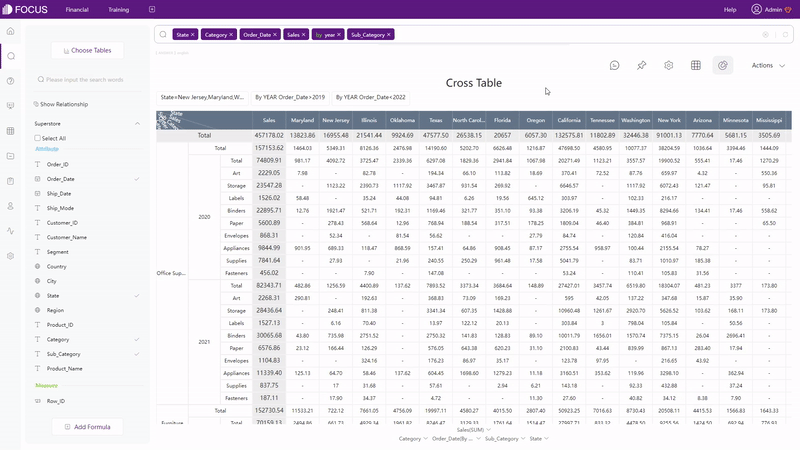 FOCUS
Financial
Training
Help
Admin
State ×
Category ×
Order_Date ×
Sales ×
by year ×
Sub_Category ×
Choose Tables
Please input the search words
Show Relationship
Superstore
Select All
Attribute
Order_ID
Order_Date
Ship_Date
Ship_Mode
Customer_ID
Customer_Name
Segment
Country
City
State
Region
Product_ID
Category
Sub_Category
Product_Name
Measures
Row_ID
Add Formula
Actions
Cross Table
State=New Jersey,Maryland,W...
By YEAR Order_Date>2019
By YEAR Order_Date<2022
Sales Maryland New Jersey Illinois Ohio Texas North Carol... Florida Oregon California Tennessee Washington New York Arizona Minnesota Mississippi
Total 457178.02 13823.86 16955.48 21541.44 9924.69 47577.50 26538.15 20657 6057.30 132575.81 11802.89 32446.38 91001.13 7770.64 5681.15 3505.69
Office Sup...
Total 157153.62 1464.03 5349.31 8126.36 2476.98 14190.60 5202.70 6626.48 1216.87 47698.50 4580.95 10077.37 38204.59 1036.64 3394.46 1444.09
2020
Total 74809.91 981.17 4092.72 3725.47 2339.36 6297.08 1829.36 2941.84 1067.98 20271.49 1123.21 3557.57 19900.52 555.41 17.46 1270.29
Art 2229.05 7.98 - 82.78 - 194.34 66.10 113.82 18.69 370.41 72.52 87.76 659.97 4.32 - 550.36
Storage 23547.28 - 1123.22 2390.73 1117.92 3467.87 931.54 269.92 - 6646.57 - 1117.92 6072.43 121.47 - 95.81
Labels 1526.02 58.48 - 35.24 44.08 94.81 6.26 19.56 645.12 303.97 - 102.33 216.17 - - -
Binders 22895.71 12.76 1921.47 521.71 192.31 1169.46 321.77 351.10 93.38 3206.19 45.32 1449.35 8294.66 134.41 17.46 558.62
Paper 5600.89 - 278.43 568.64 12.96 768.94 188.54 317.51 178.25 1809.04 46.40 384.81 968.91 - - 65.50
Envelopes 868.31 - 52.34 - 81.54 56.62 - - 27.79 84.74 - 120.84 416.04 - - -
Appliances 9844.99 901.95 689.33 118.47 868.59 157.41 64.86 908.45 87.17 2755.54 958.97 100.44 2155.54 78.27 - -
Supplies 7841.64 - 27.93 - 21.96 240.55 250.29 961.48 17.58 5041.79 - 83.71 1010.97 185.38 - -
Fasteners 456.02 - - 7.90 - 147.08 - - - 53.24 - 110.41 105.83 31.56 - -
2021
Total 82343.71 482.86 1256.59 4400.89 137.62 7893.52 3373.34 3684.64 148.89 27427.01 3457.74 6519.80 18304.07 481.23 3377 173.80
Art 2268.31 290.81 - 192.63 - 368.83 73.09 169.23 - 595 42.05 137.22 347.68 15.87 35.90 -
Storage 28436.64 - 248.41 811.38 - 3341.34 607.35 1428.88 - 10960.48 1261.67 2920.70 5626.52 103.62 168.11 173.80
Labels 1527.13 - 6.16 70.40 - 13.97 122.12 20.13 - 303.84 3 798.04 105.84 - 50.56 -
Binders 30065.68 43.80 735.98 2751.52 - 2750.32 141.83 128.83 89.10 10011.79 1656.01 1570.74 7375.15 26.04 2696.41 -
Paper 6576.86 23.12 166.44 126.29 - 576.05 643.38 620.23 31.10 2100.83 43.44 839.99 867.13 283.40 17.94 -
Envelopes 1104.83 - - 324.16 - 176.23 86.97 35.17 - 123.78 97.95 - 216.65 43.92 - -
Appliances 11339.40 125.13 64.70 58.46 137.62 604.45 1698.60 1279.23 11.18 3160.51 353.62 119.96 3298.10 - 362.94 -
Supplies 837.75 - 17 31.68 - 57.61 - 2.94 6.21 143.18 - 92.33 432.88 - 37.24 -
Fasteners 187.11 - 17.90 34.37 - 4.72 - - 11.30 27.60 - 40.82 34.12 8.38 7.90 -
Total 152730.54 11533.21 722.12 7661.05 4756.09 19997.11 4580.27 4015.50 2807.40 50923.25 7016.63 8730.43 20508.11 4415.53 1566.83 1643.33
Sales(SUM)
Category
Order_Date(By ...
Sub_Category
State